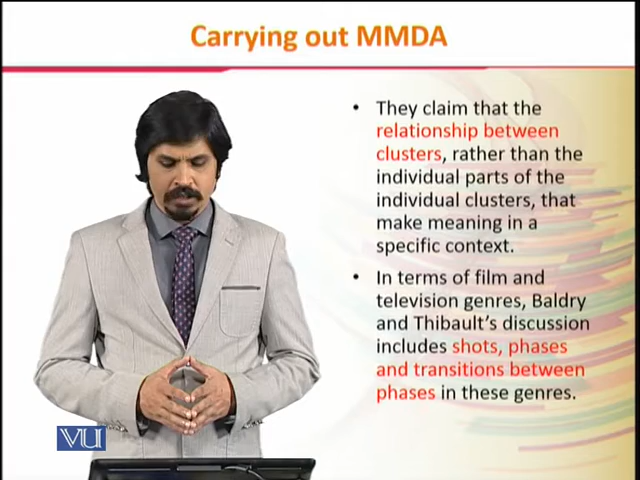 Carrying out MMDA
• They claim that the
relationship between
clusters, rather than the
individual parts of the
individual clusters, that
make meaning in a
specific context.
• In terms of film and
television genres, Baldry
and Thibault's discussion
includes shots, phases
and transitions between
phases in these genres.
VU